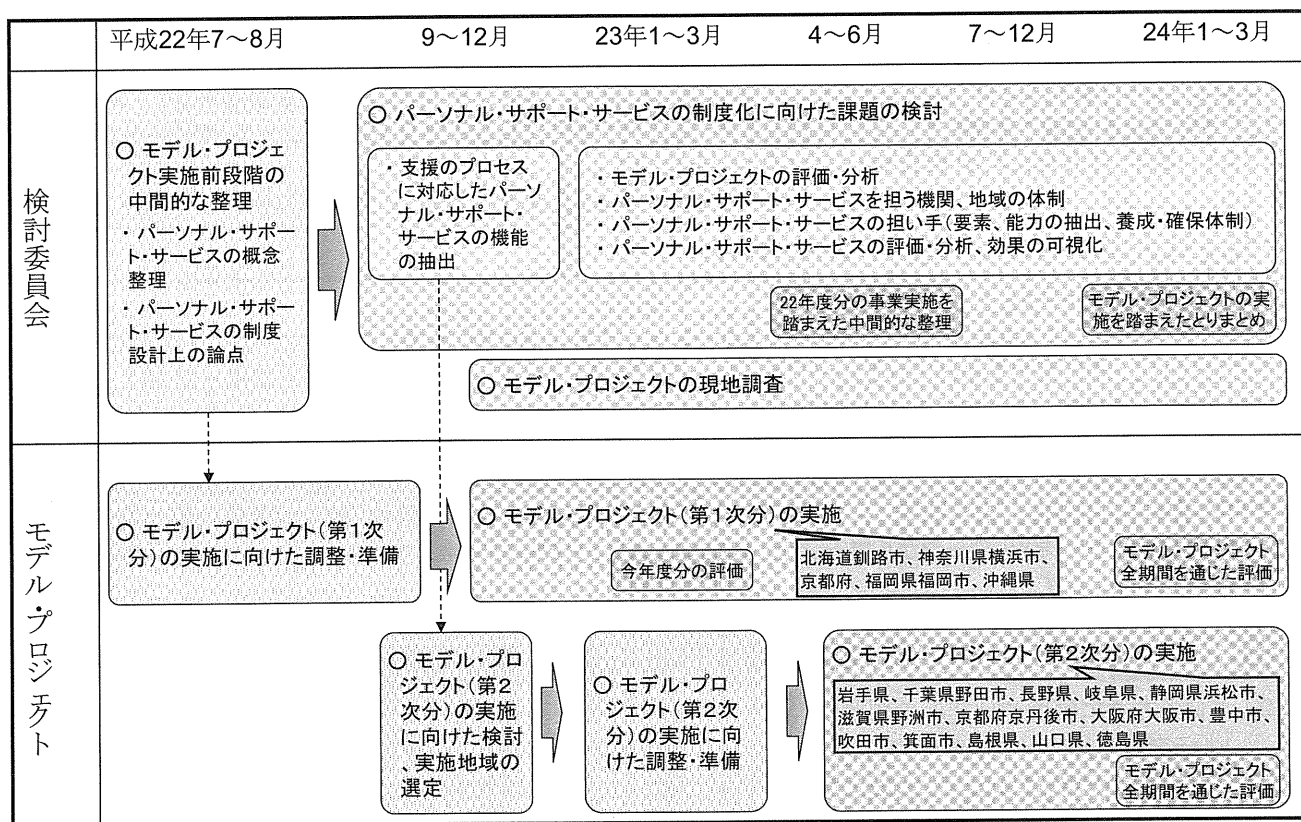 平成22年7～8月
9～12月
23年1～3月
4～6月
7～12月
24年1～3月
検討委員会
○ モデル・プロジェ
クト実施前段階の
中間的な整理
・パーソナル・サポー
ト・サービスの概念
整理
・パーソナル・サポー
ト・サービスの制度
設計上の論点
○ パーソナル・サポート・サービスの制度化に向けた課題の検討
・支援のプロセス
に対応したパーソ
ナル・サポート・
サービスの機能
の抽出
・モデル・プロジェクトの評価・分析
・パーソナル・サポート・サービスを担う機関、地域の体制
・パーソナル・サポート・サービスの担い手(要素、能力の抽出、養成・確保体制)
・パーソナル・サポート・サービスの評価・分析、効果の可視化
22年度分の事業実施を
踏まえた中間的な整理
モデル・プロジェクトの実
施を踏まえたとりまとめ
○ モデル・プロジェクトの現地調査
モデル・プロジェクト
○ モデル・プロジェクト(第1次
分)の実施に向けた調整・準備
○ モデル・プロジェクト(第1次分)の実施
今年度分の評価
北海道釧路市、神奈川県横浜市、
京都府、福岡県福岡市、沖縄県
モデル・プロジェクト
全期間を通じた評価
○ モデル・プロ
ジェクト(第2
次分)の実施
に向けた検討
、実施地域の
選定
○ モデル・プロ
ジェクト(第2次
分)の実施に向
けた調整・準備
○ モデル・プロジェクト(第2次分)の実施
岩手県、千葉県野田市、長野県、岐阜県、静岡県浜松市、
滋賀県野洲市、京都府京丹後市、大阪府大阪市、豊中市、
吹田市、箕面市、島根県、山口県、徳島県
モデル・プロジェクト
全期間を通じた評価